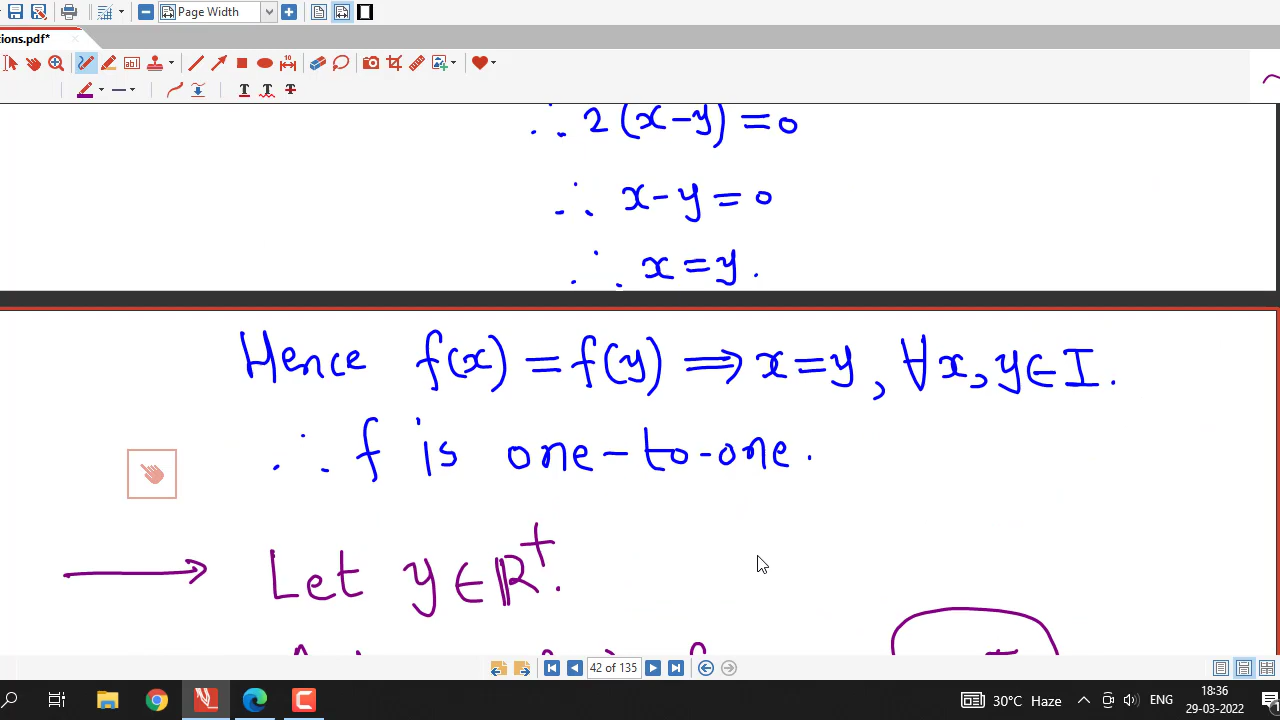 Page Width
tions.pdf*
∴ 2(x-y) = 0
∴ x-y = 0
∴ x = y.
Hence f(x) = f(y) ⟹ x = y, ∀x, y ∈ I.
∴ f is one-to-one.
⟶ Let y ∈ ℝ⁺.
42 of 135
30°C Haze
ENG
18:36
29-03-2022